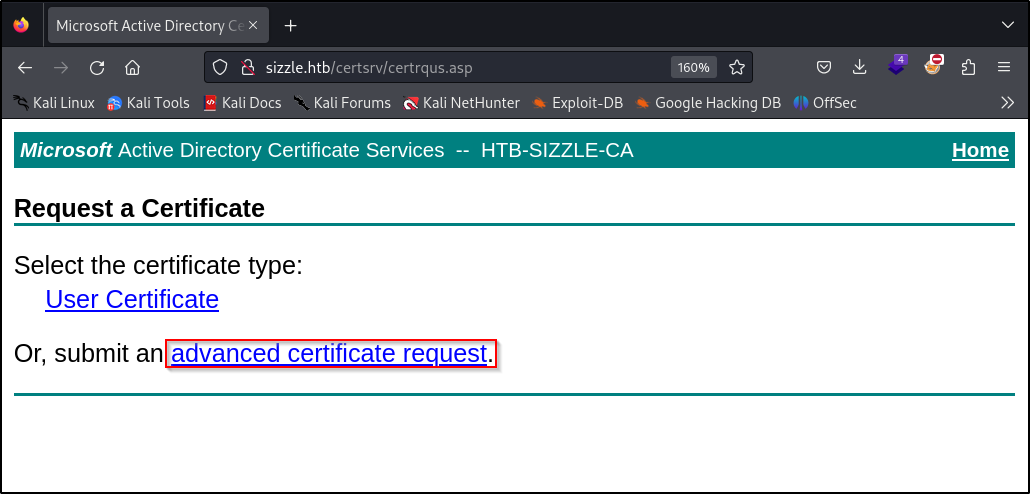 Microsoft Active Directory Ce
sizzle.htb/certsrv/certrqus.asp
160%
4
Kali Linux
Kali Tools
Kali Docs
Kali Forums
Kali NetHunter
Exploit-DB
Google Hacking DB
OffSec
Microsoft Active Directory Certificate Services -- HTB-SIZZLE-CA
Home
Request a Certificate
Select the certificate type:
User Certificate
Or, submit an advanced certificate request.